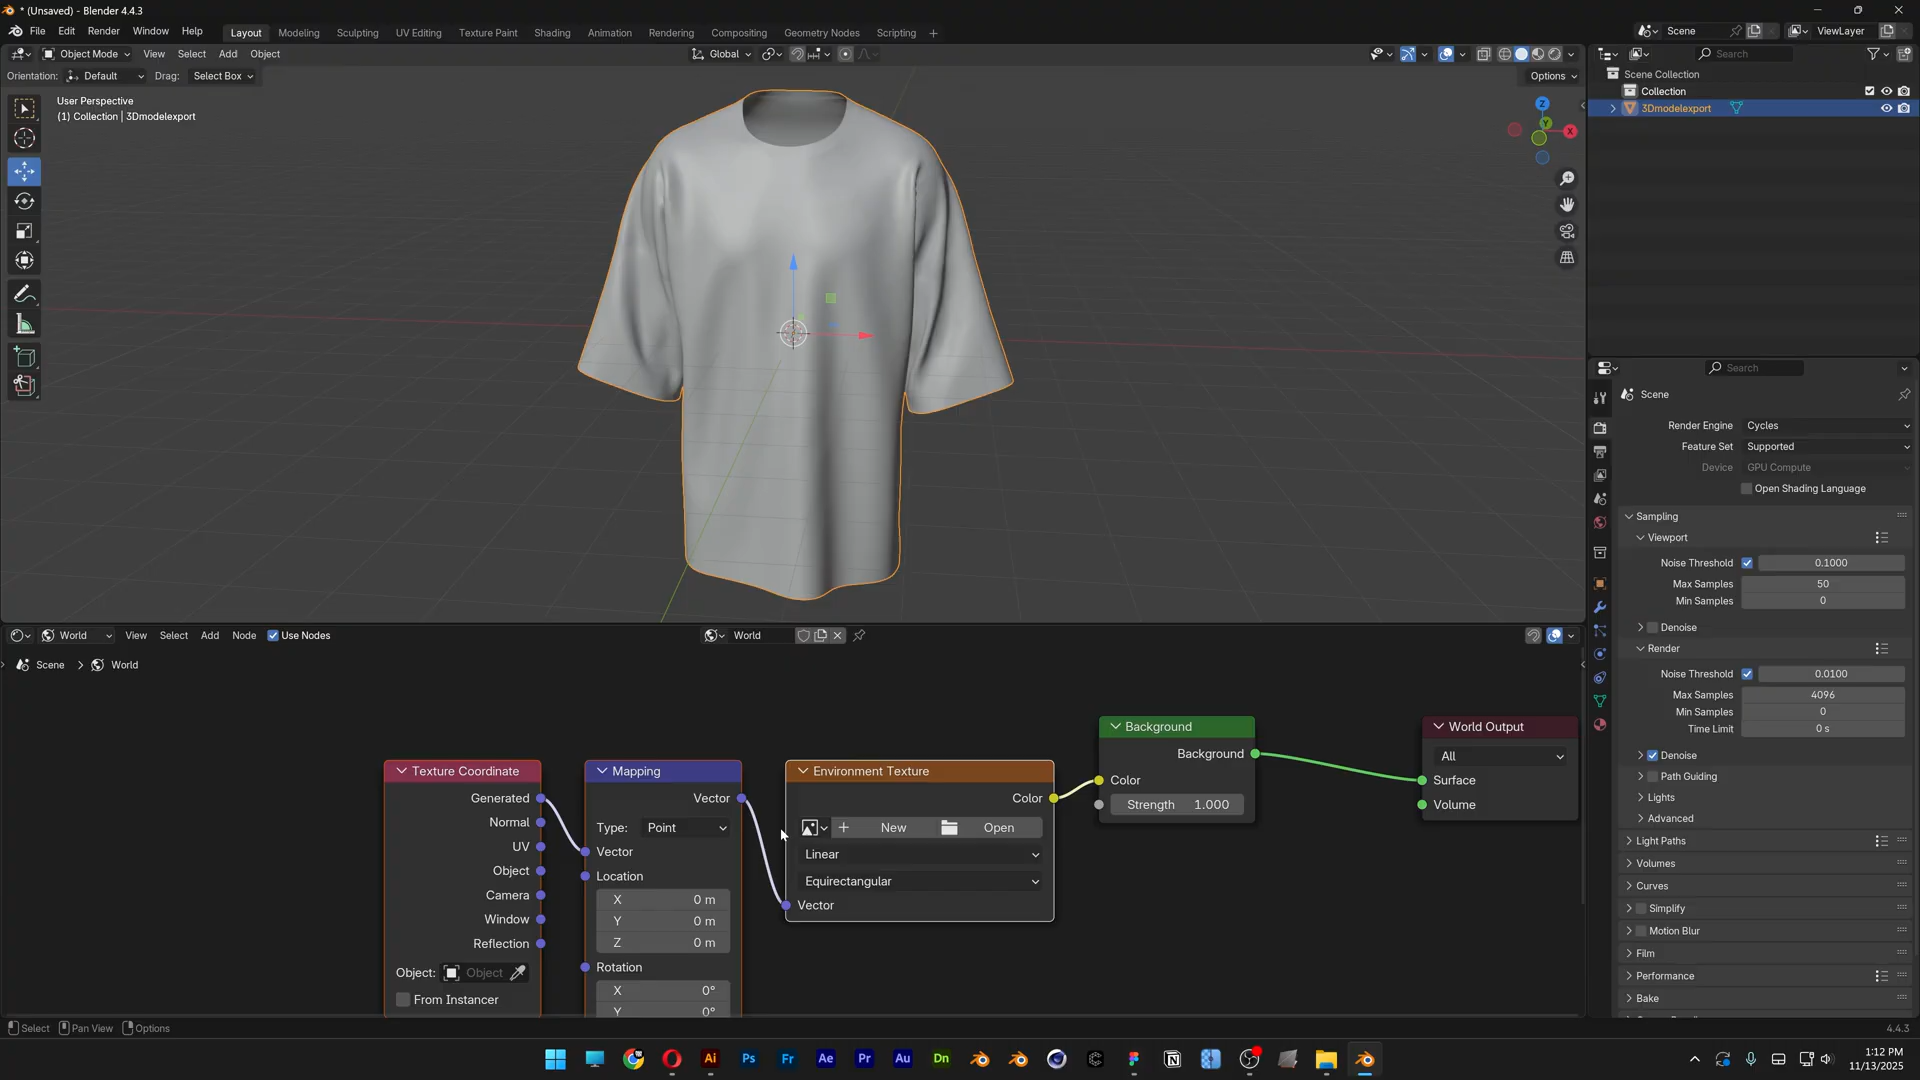 * (Unsaved) - Blender 4.4.3
File Edit Render Window Help
Layout Modeling Sculpting UV Editing Texture Paint Shading Animation Rendering Compositing Geometry Nodes Scripting +
Scene
ViewLayer
Object Mode View Select Add Object
Global
Search
Orientation: Default Drag: Select Box
Options
Scene Collection
Collection
3Dmodelexport
User Perspective
(1) Collection | 3Dmodelexport
Z
Y
X
Search
Scene
Render Engine Cycles
Feature Set Supported
Device GPU Compute
Open Shading Language
Sampling
Viewport
Noise Threshold 0.1000
Max Samples 50
Min Samples 0
Denoise
Render
Noise Threshold 0.0100
Max Samples 4096
Min Samples 0
Time Limit 0 s
Denoise
Path Guiding
Lights
Advanced
Light Paths
Volumes
Curves
Simplify
Motion Blur
Film
Performance
Bake
World View Select Add Node Use Nodes
World
Scene > World
Texture Coordinate
Generated
Normal
UV
Object
Camera
Window
Reflection
Object: Object
From Instancer
Mapping
Vector
Type: Point
Vector
Location
X 0 m
Y 0 m
Z 0 m
Rotation
X 0°
Y 0°
Environment Texture
Color
New Open
Linear
Equirectangular
Vector
Background
Background
Color
Strength 1.000
World Output
All
Surface
Volume
Select Pan View Options
4.4.3
Ai Ps Fr Ae Pr Au Dn
1:12 PM
11/13/2025